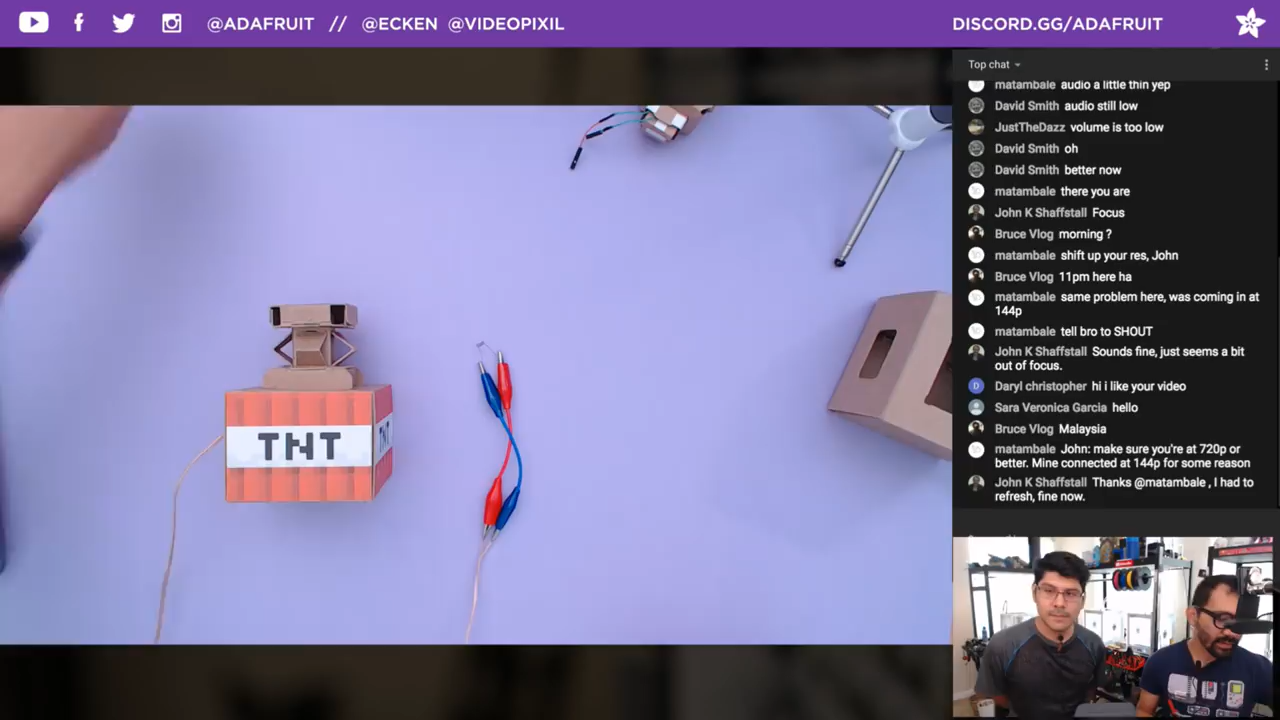 @ADAFRUIT // @ECKEN @VIDEOPIXIL
DISCORD.GG/ADAFRUIT
Top chat
matambale audio a little thin yep
David Smith audio still low
JustTheDazz volume is too low
David Smith oh
David Smith better now
matambale there you are
John K Shaffstall Focus
Bruce Vlog morning ?
matambale shift up your res, John
Bruce Vlog 11pm here ha
matambale same problem here, was coming in at
144p
matambale tell bro to SHOUT
John K Shaffstall Sounds fine, just seems a bit
out of focus.
D
Daryl christopher hi i like your video
Sara Veronica Garcia hello
Bruce Vlog Malaysia
matambale John: make sure you're at 720p or
better. Mine connected at 144p for some reason
John K Shaffstall Thanks @matambale , I had to
refresh, fine now.
TNT
TNT